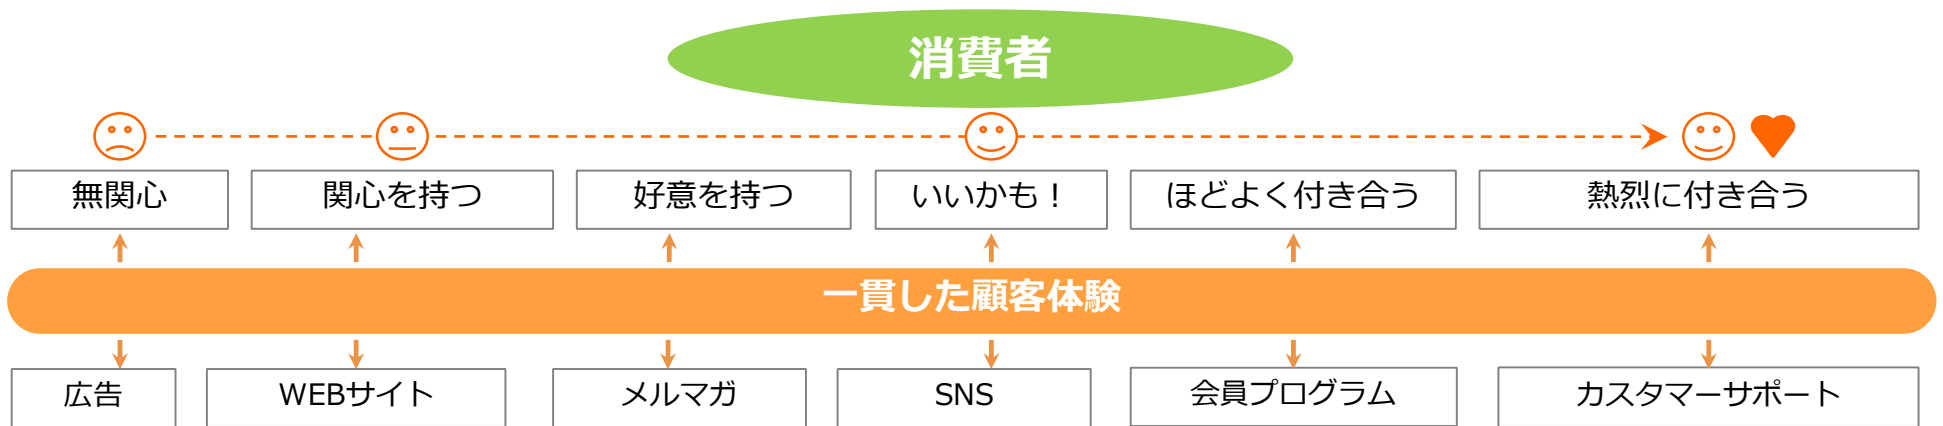 消費者
無関心
関心を持つ
好意を持つ
いいかも！
ほどよく付き合う
熱烈に付き合う
一貫した顧客体験
広告
WEBサイト
メルマガ
SNS
会員プログラム
カスタマーサポート